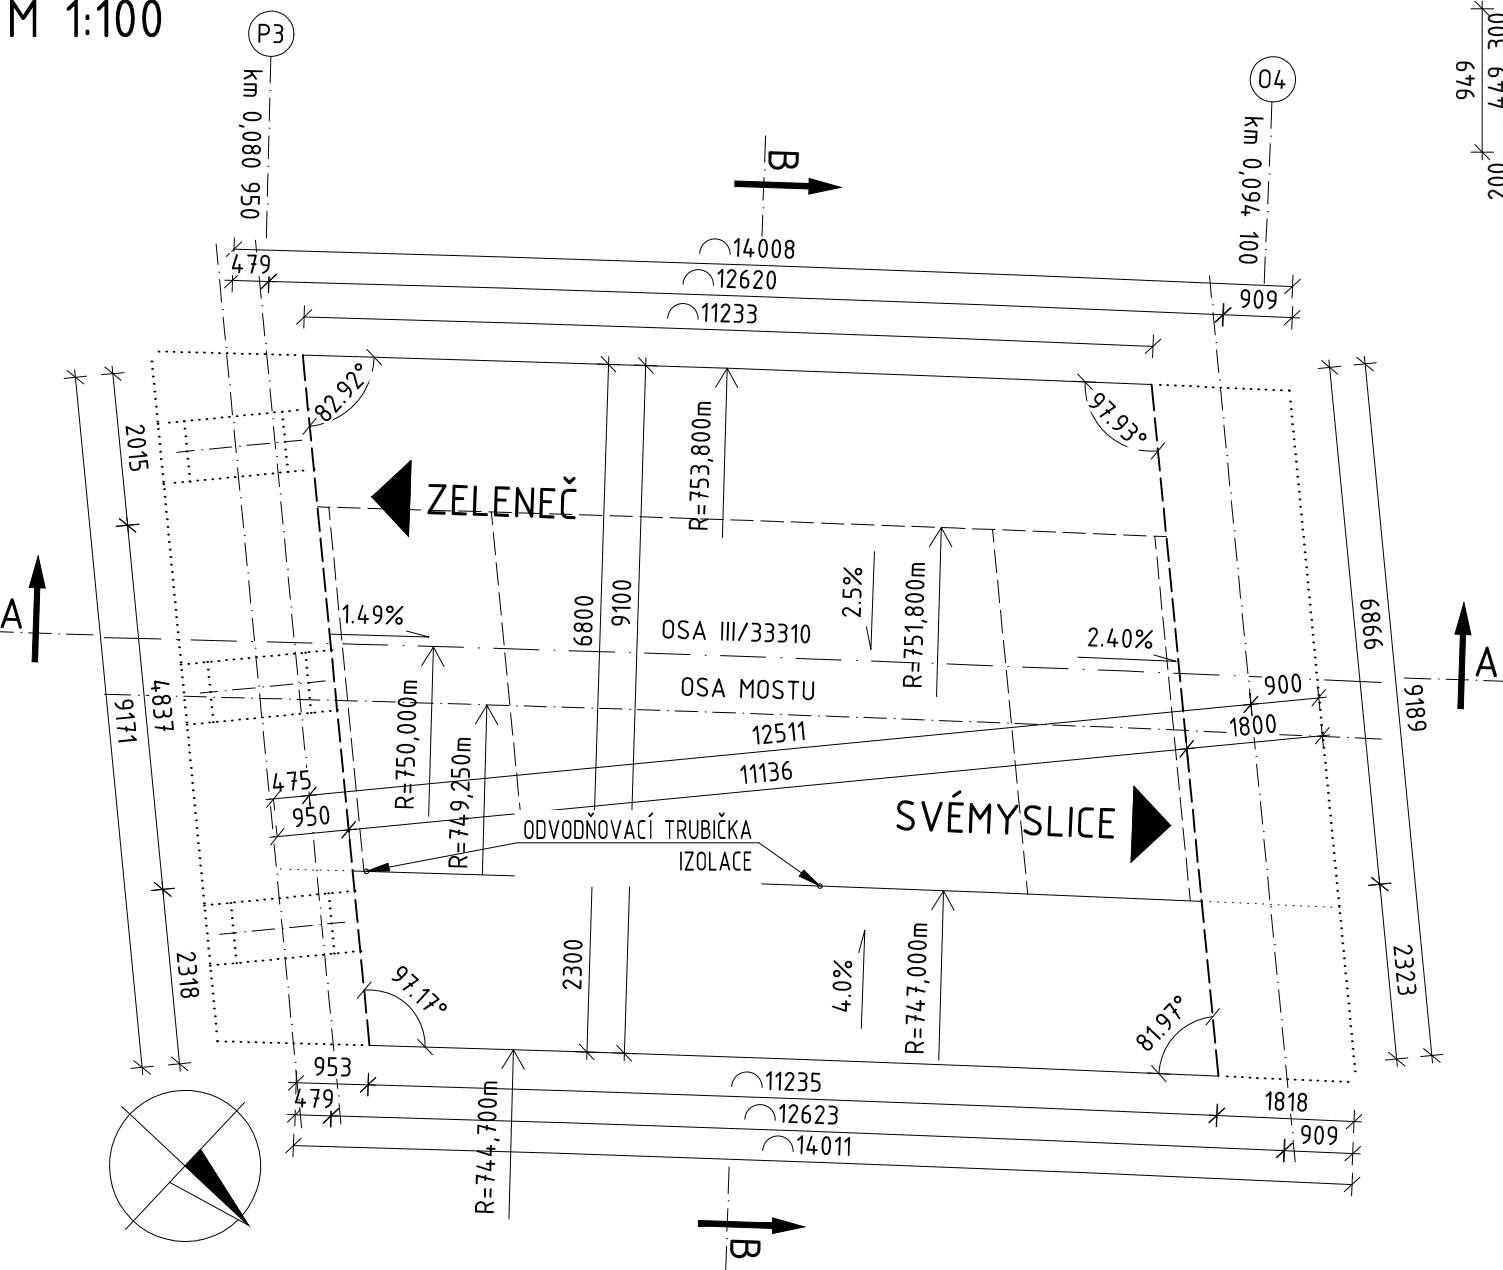 M 1:100
P3
O4
km 0,080 950
km 0,094 100
300
449
649
200
B
14008
479
12620
909
11233
82.92°
97.93°
2015
R=753,800m
ZELENEČ
A
1.49%
6800
9100
2.5%
OSA III/33310
R=751,800m
2.40%
6866
A
OSA MOSTU
900
4837
9171
R=750,000m
12511
1800
9189
R=749,250m
11136
475
950
SVÉMYSLICE
ODVODŇOVACÍ TRUBIČKA
IZOLACE
2318
97.17°
2300
4.0%
R=747,000m
81.97°
2323
953
11235
1818
479
12623
909
R=744,700m
14011
B